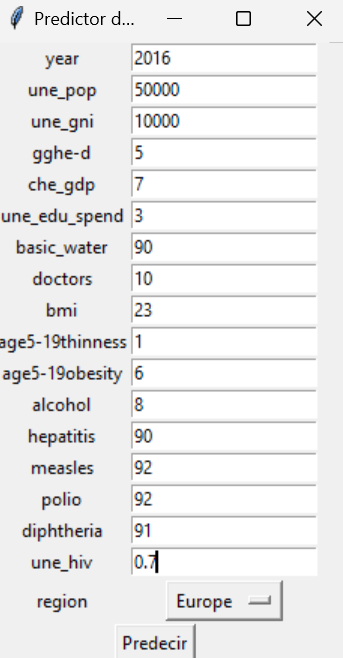 Predictor d...
year 2016
une_pop 50000
une_gni 10000
gghe-d 5
che_gdp 7
une_edu_spend 3
basic_water 90
doctors 10
bmi 23
age5-19thinness 1
age5-19obesity 6
alcohol 8
hepatitis 90
measles 92
polio 92
diphtheria 91
une_hiv 0.7
region Europe
Predecir